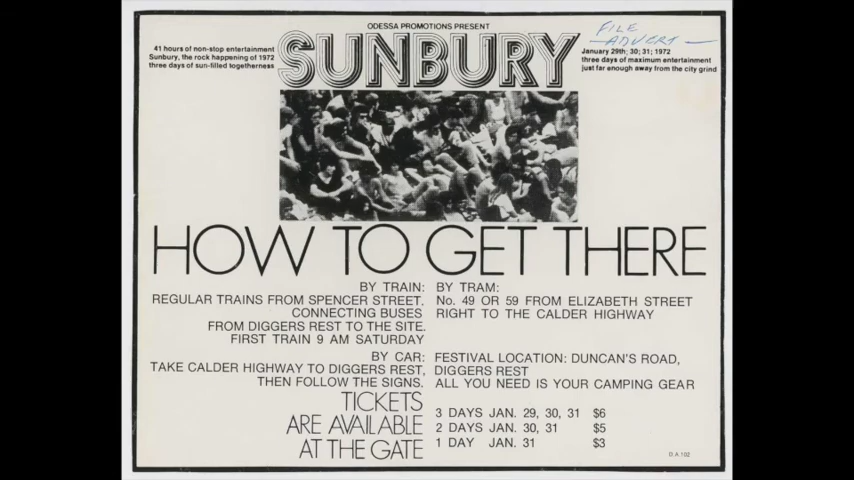 ODESSA PROMOTIONS PRESENT
SUNBURY
41 hours of non-stop entertainment
Sunbury, the rock happening of 1972
three days of sun-filled togetherness
FILE
ADVERT
January 29th; 30; 31; 1972
three days of maximum entertainment
just far enough away from the city grind
HOW TO GET THERE
BY TRAIN:
REGULAR TRAINS FROM SPENCER STREET,
CONNECTING BUSES
FROM DIGGERS REST TO THE SITE.
FIRST TRAIN 9 AM SATURDAY
BY TRAM:
No. 49 OR 59 FROM ELIZABETH STREET
RIGHT TO THE CALDER HIGHWAY
BY CAR:
TAKE CALDER HIGHWAY TO DIGGERS REST,
THEN FOLLOW THE SIGNS.
FESTIVAL LOCATION: DUNCAN'S ROAD,
DIGGERS REST
ALL YOU NEED IS YOUR CAMPING GEAR
TICKETS
ARE AVAILABLE
AT THE GATE
3 DAYS JAN. 29, 30, 31 $6
2 DAYS JAN. 30, 31 $5
1 DAY JAN. 31 $3
D.A.102